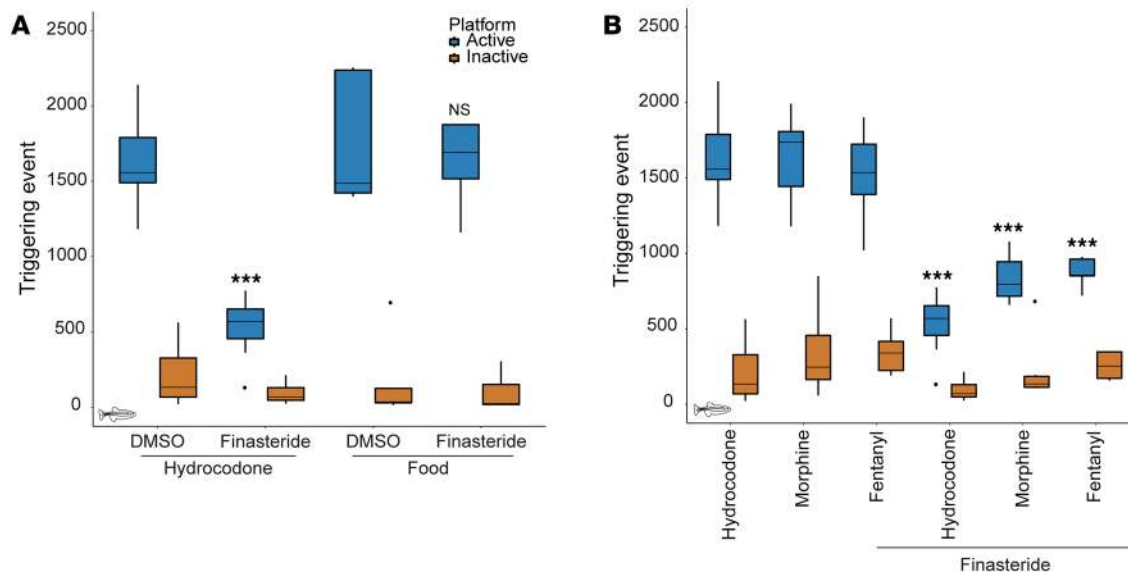 A
Triggering event
2500
2000
1500
1000
500
0
Platform
Active
Inactive
***
NS
DMSO
Finasteride
DMSO
Finasteride
Hydrocodone
Food
B
Triggering event
2500
2000
1500
1000
500
0
***
***
***
Hydrocodone
Morphine
Fentanyl
Hydrocodone
Morphine
Fentanyl
Finasteride